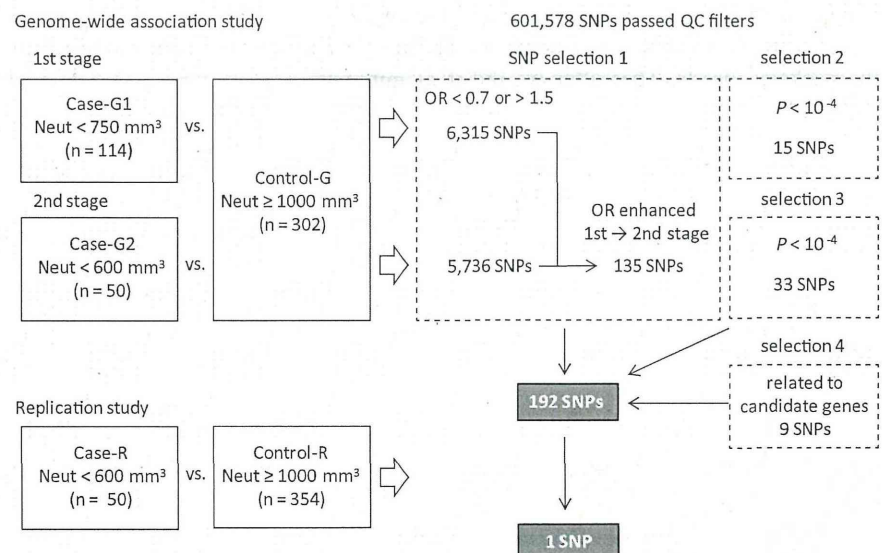 Genome-wide association study
601,578 SNPs passed QC filters
1st stage
SNP selection 1
selection 2
Case-G1
Neut < 750 mm³
(n = 114)
vs.
Control-G
Neut ≥ 1000 mm³
(n = 302)
OR < 0.7 or > 1.5
6,315 SNPs
P < 10⁻⁴
15 SNPs
2nd stage
selection 3
Case-G2
Neut < 600 mm³
(n = 50)
vs.
OR enhanced
1st → 2nd stage
5,736 SNPs
135 SNPs
P < 10⁻⁴
33 SNPs
selection 4
related to
candidate genes
9 SNPs
192 SNPs
Replication study
Case-R
Neut < 600 mm³
(n = 50)
vs.
Control-R
Neut ≥ 1000 mm³
(n = 354)
1 SNP